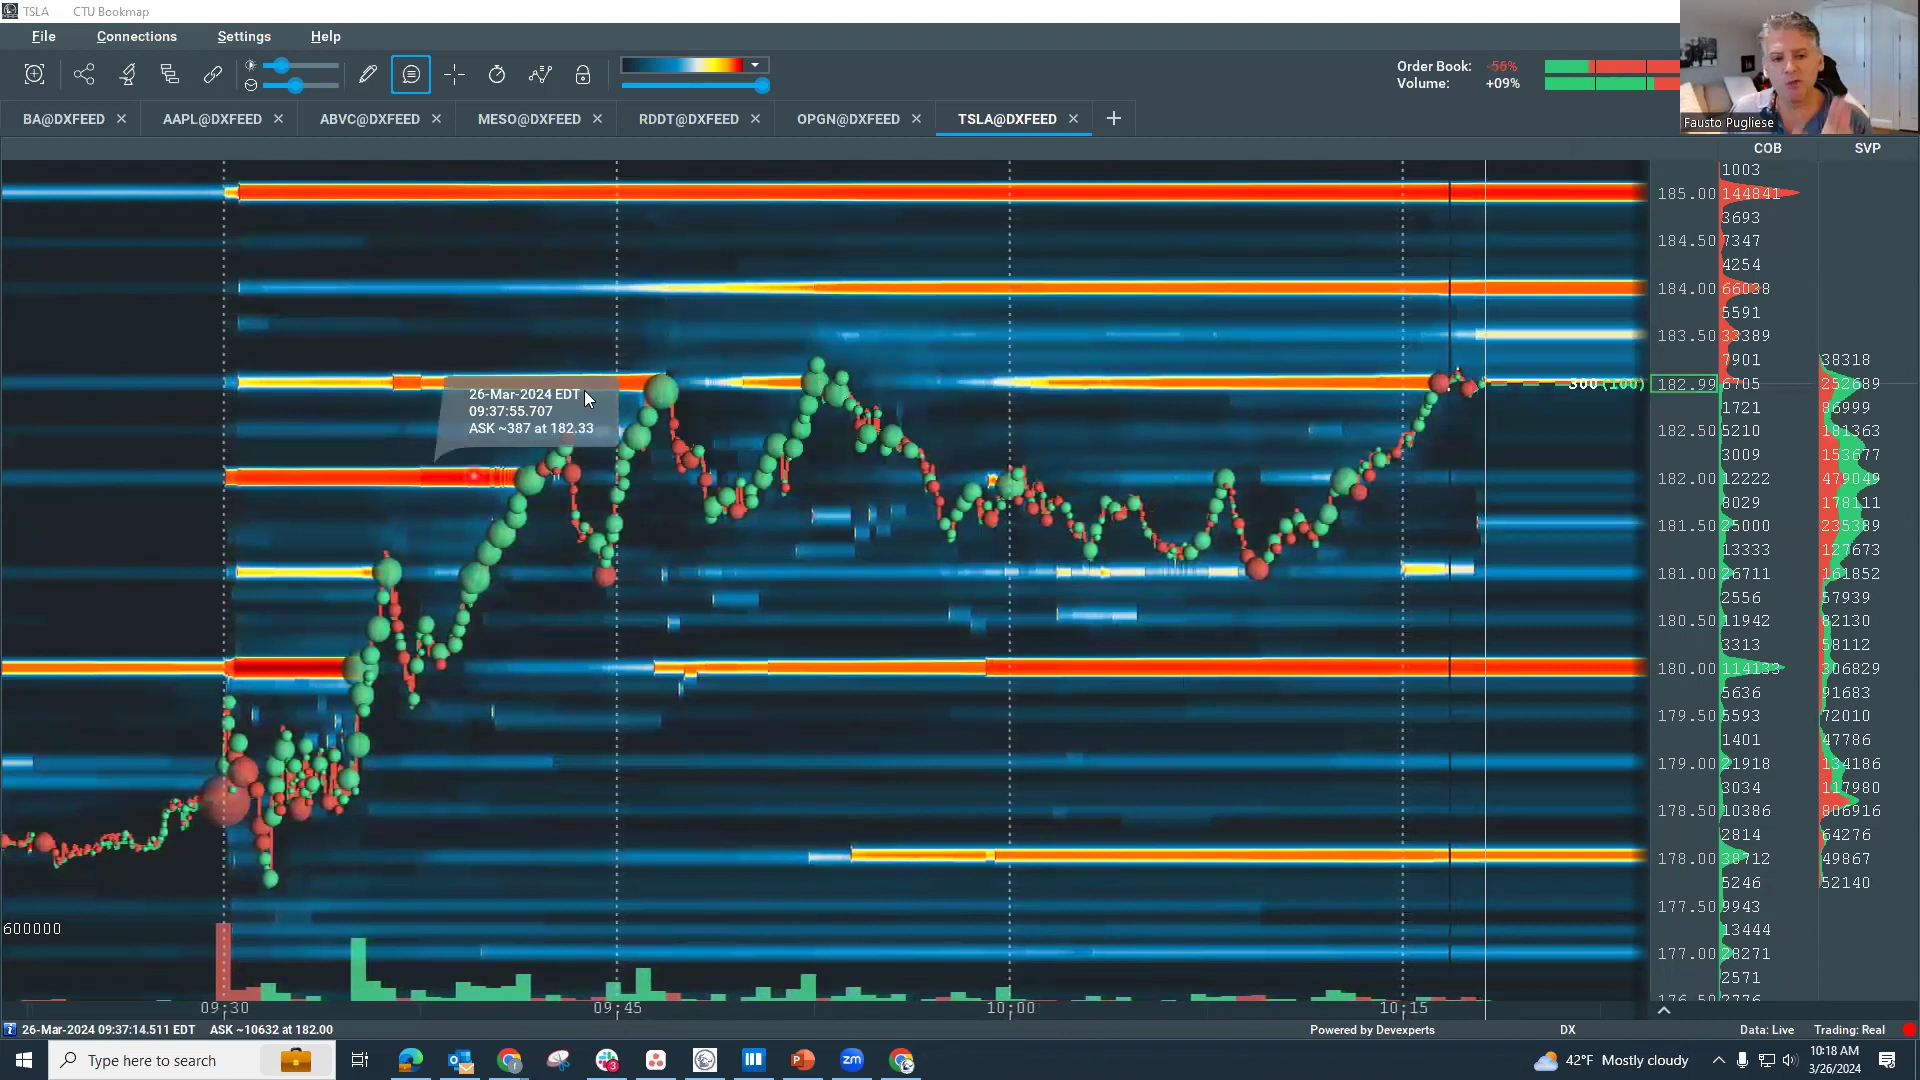 TSLA CTU Bookmap
File Connections Settings Help
Order Book: -56%
Volume: +09%
Fausto Pugliese
BA@DXFEED AAPL@DXFEED ABVC@DXFEED MESO@DXFEED RDDT@DXFEED OPGN@DXFEED TSLA@DXFEED
COB SVP
1003
185.00 144841
3693
184.50 7347
4254
184.00 66038
5591
183.50 33389
7901 38318
300 (100) 182.99 6705 252689
1721 86999
182.50 5210 181363
3009 153677
182.00 12222 479049
8029 178111
181.50 25000 235389
13333 127673
181.00 26711 161852
2556 57939
180.50 11942 82130
3313 58112
180.00 114133 306829
5636 91683
179.50 5593 72010
1401 47786
179.00 21918 134186
3034 117980
178.50 10386 806916
2814 64276
178.00 38712 49867
5246 52140
177.50 9943
13444
177.00 28271
2571
26-Mar-2024 EDT
09:37:55.707
ASK ~387 at 182.33
600000
09:30 09:45 10:00 10:15
26-Mar-2024 09:37:14.511 EDT ASK ~10632 at 182.00 Powered by Devexperts DX Data: Live Trading: Real
Type here to search
zm
42°F Mostly cloudy
10:18 AM
3/26/2024